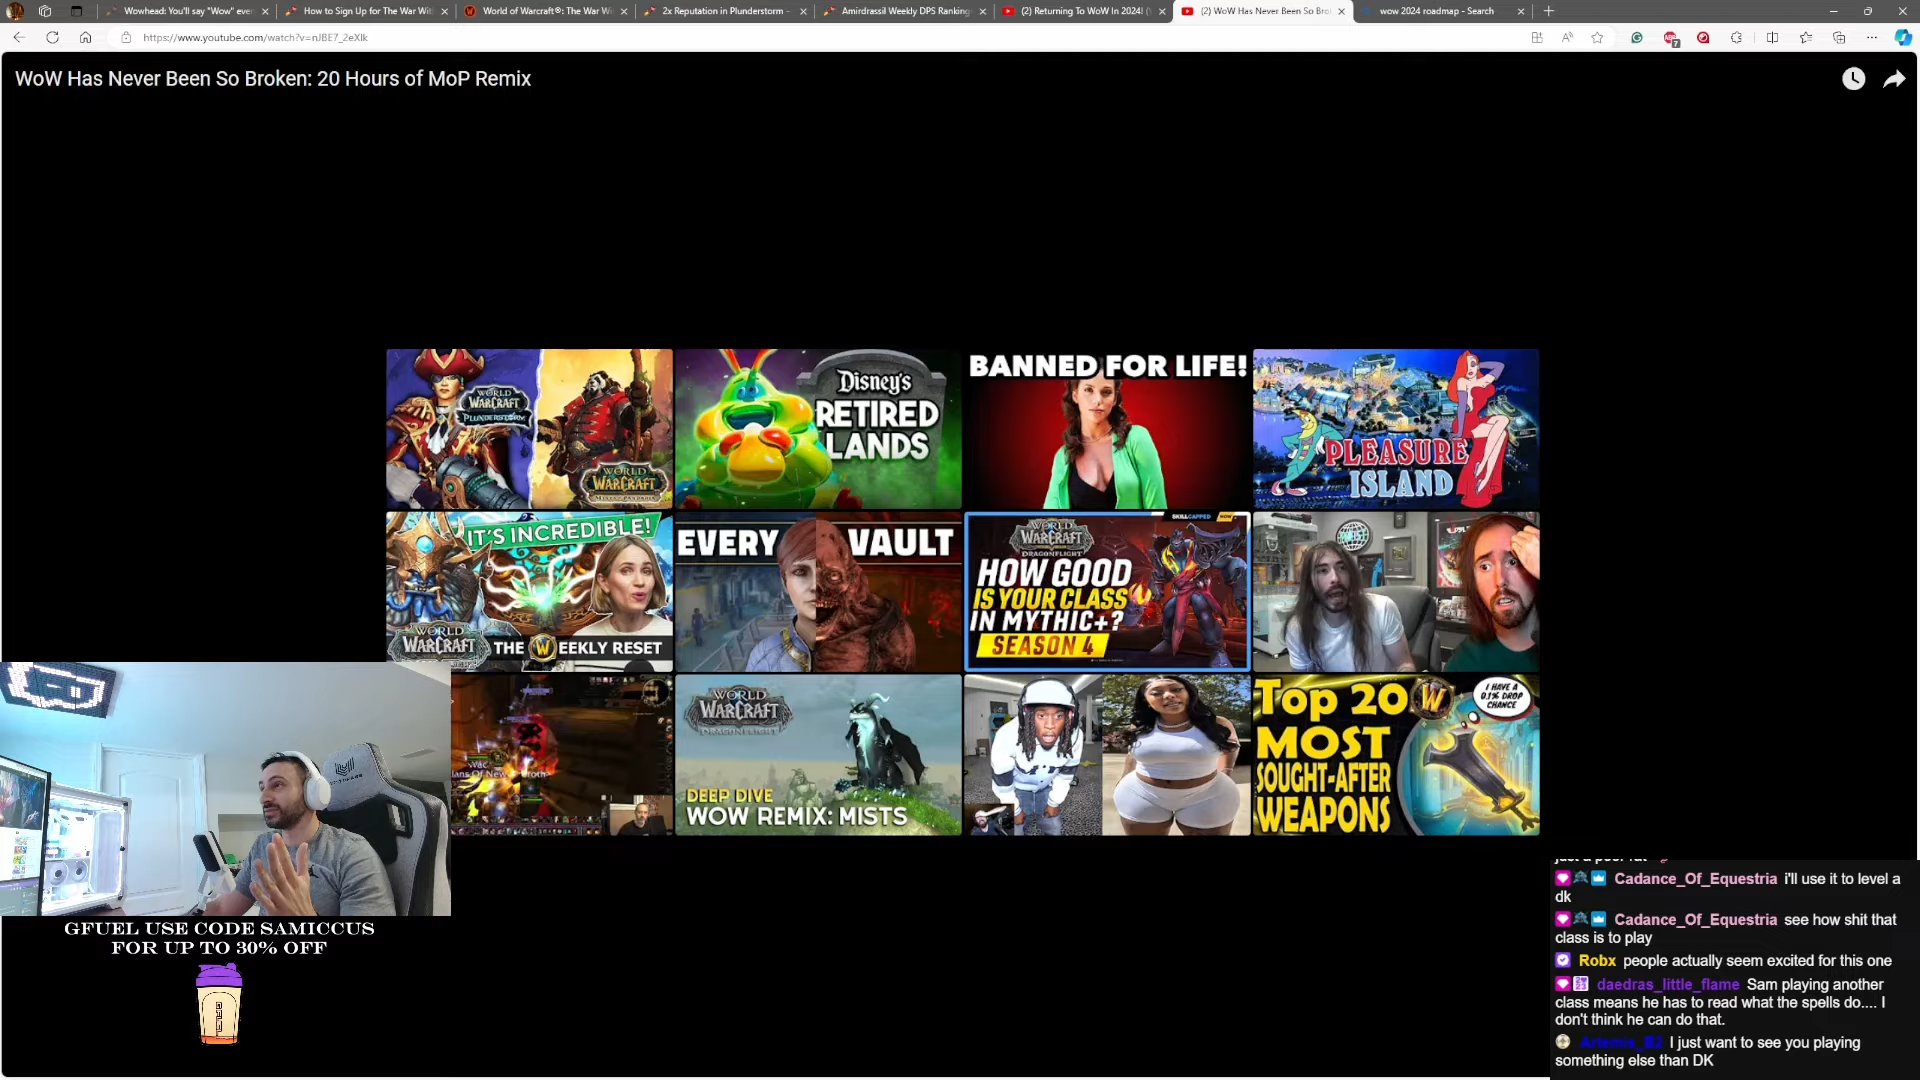 Wowhead: You'll say "Wow" ever
How to Sign Up for The War Wit
World of Warcraft®: The War Wi
2x Reputation in Plunderstorm -
Amirdrassil Weekly DPS Ranking
(2) Returning To WoW In 2024! (
(2) WoW Has Never Been So Bro
wow 2024 roadmap - Search
https://www.youtube.com/watch?v=nJBE7_2eXlk
7
WoW Has Never Been So Broken: 20 Hours of MoP Remix
WORLD
WARCRAFT
PLUNDERSTORM
WORLD
WARCRAFT
Disney's
RETIRED
LANDS
BANNED FOR LIFE!
PLEASURE
ISLAND
IT'S INCREDIBLE!
WORLD
WARCRAFT
THE WEEKLY RESET
EVERY VAULT
SKILLCAPPED
WORLD
WARCRAFT
DRAGONFLIGHT
HOW GOOD
IS YOUR CLASS
IN MYTHIC+?
SEASON 4
WORLD
WARCRAFT
DRAGONFLIGHT
DEEP DIVE
WOW REMIX: MISTS
Top 20
MOST
SOUGHT-AFTER
WEAPONS
I HAVE A
0.1% DROP
CHANCE
GFUEL USE CODE SAMICCUS
FOR UP TO 30% OFF
Cadance_Of_Equestria i'll use it to level a
dk
Cadance_Of_Equestria see how shit that
class is to play
Robx people actually seem excited for this one
daedras_little_flame Sam playing another
class means he has to read what the spells do.... I
don't think he can do that.
Artemis_B2 I just want to see you playing
something else than DK